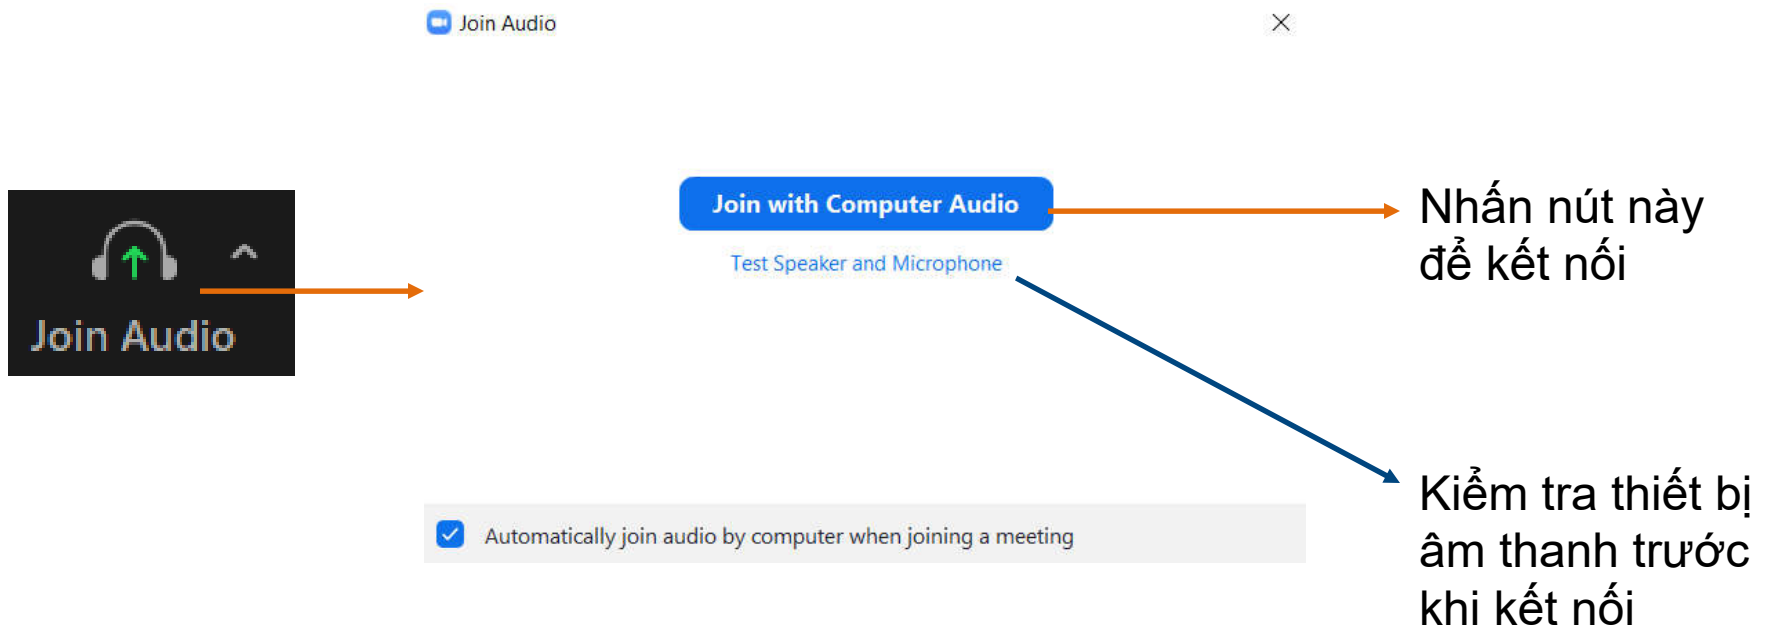 Join Audio
Join Audio
Join with Computer Audio
Test Speaker and Microphone
Automatically join audio by computer when joining a meeting
Nhấn nút này
để kết nối
Kiểm tra thiết bị
âm thanh trước
khi kết nối